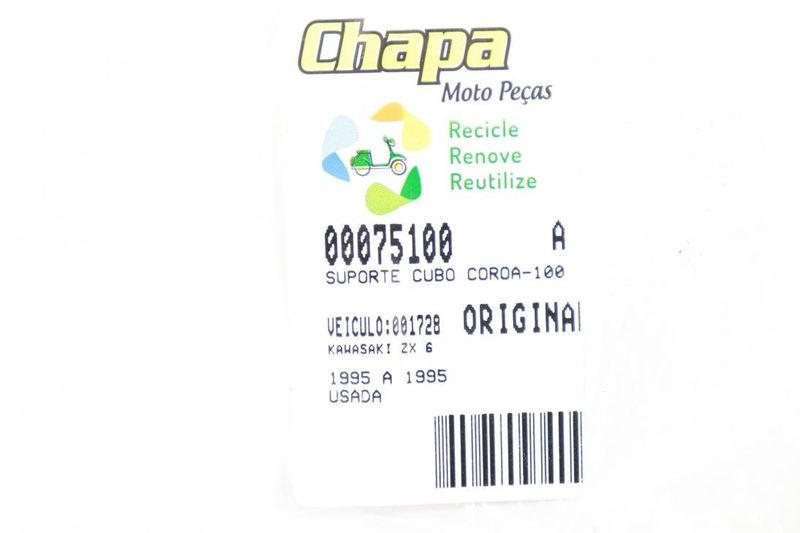 Chapa
Moto Peças
Recicle
Renove
Reutilize
00075100 A
SUPORTE CUBO COROA-100
VEICULO:001728 ORIGINA
KAWASAKI ZX 6
1995 A 1995
USADA